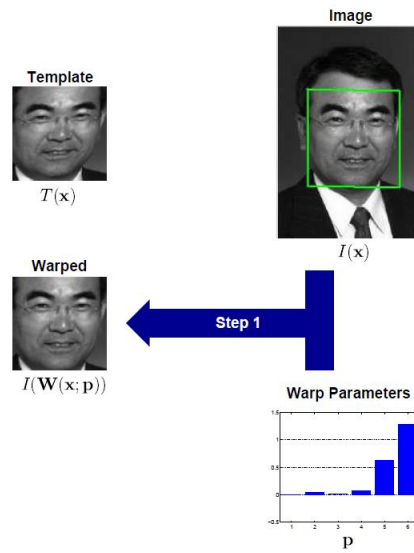 Image
Template
T(x)
I(x)
Warped
Step 1
I(W(x; p))
Warp Parameters
1.5
1
0.5
0
-0.5
1 2 3 4 5 6
p